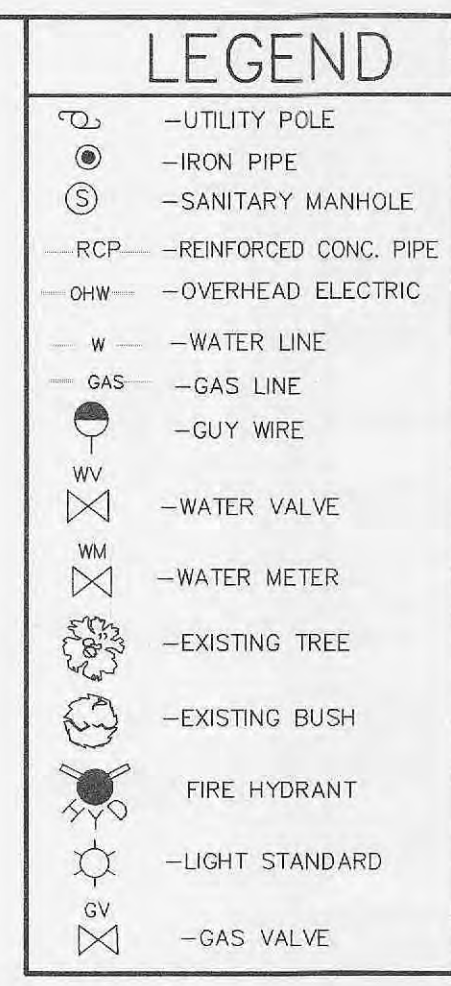 LEGEND
–UTILITY POLE
–IRON PIPE
S –SANITARY MANHOLE
RCP –REINFORCED CONC. PIPE
OHW –OVERHEAD ELECTRIC
W –WATER LINE
GAS –GAS LINE
–GUY WIRE
WV
–WATER VALVE
WM
–WATER METER
–EXISTING TREE
–EXISTING BUSH
FIRE HYDRANT
HYD
–LIGHT STANDARD
GV
–GAS VALVE